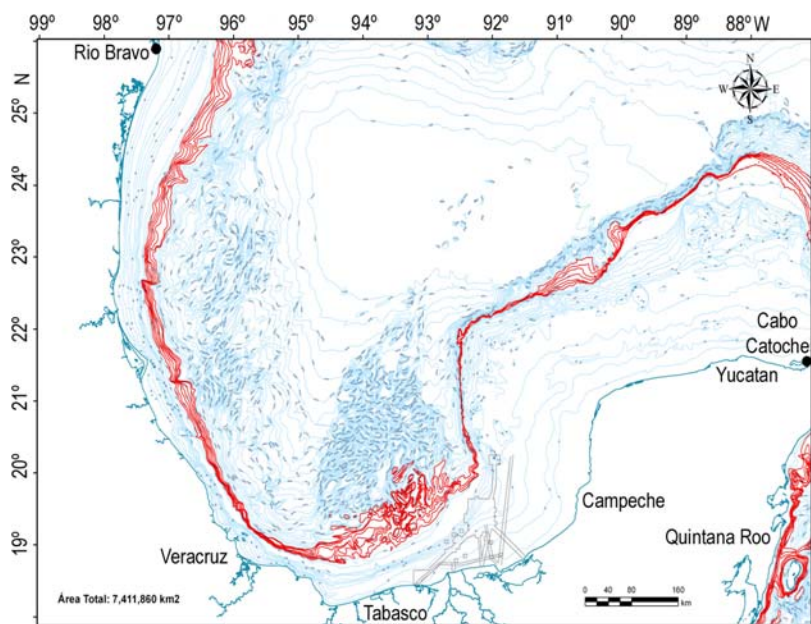 99º 98º 97º 96º 95º 94º 93º 92º 91º 90º 89º 88ºW
Rio Bravo
N
W E
S
N
25º
24º
23º
22º
21º
20º
19º
Cabo
Catoche
Yucatan
Campeche
Quintana Roo
Veracruz
Tabasco
Área Total: 7,411,860 km2
0 20 40 80 160
km